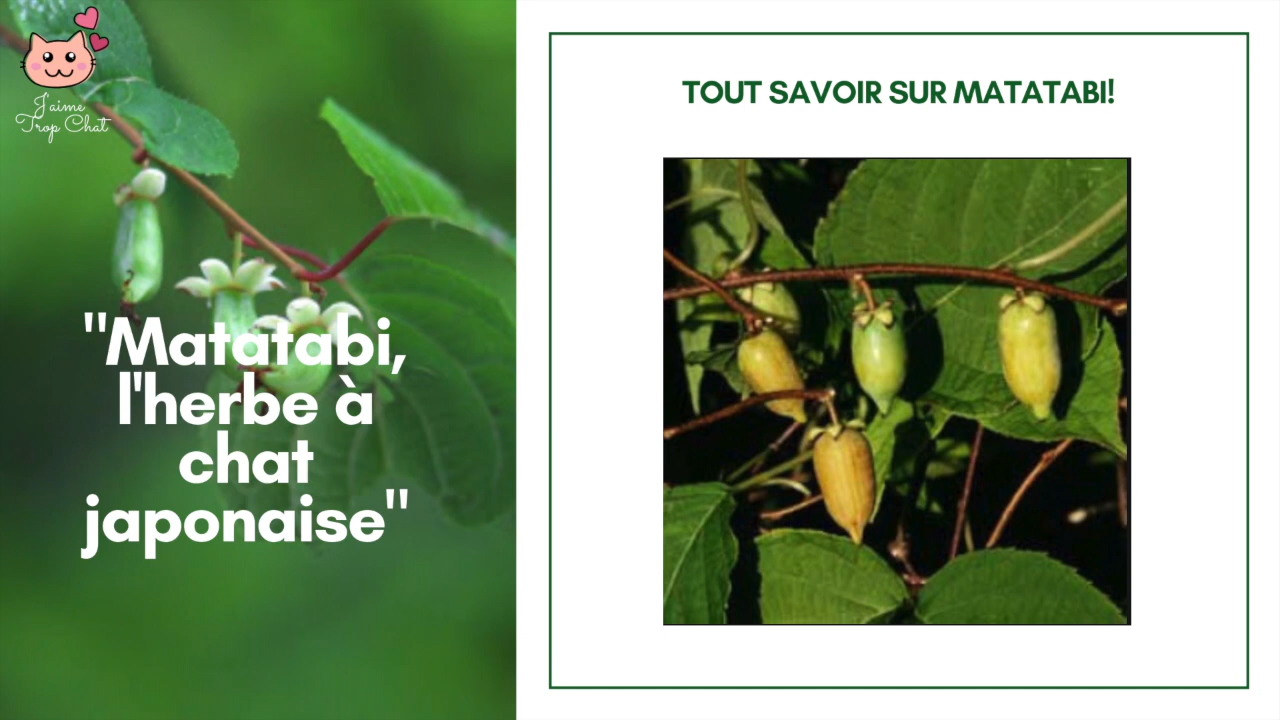 J'aime
Trop Chat
"Matatabi,
l'herbe à
chat
japonaise"
TOUT SAVOIR SUR MATATABI!